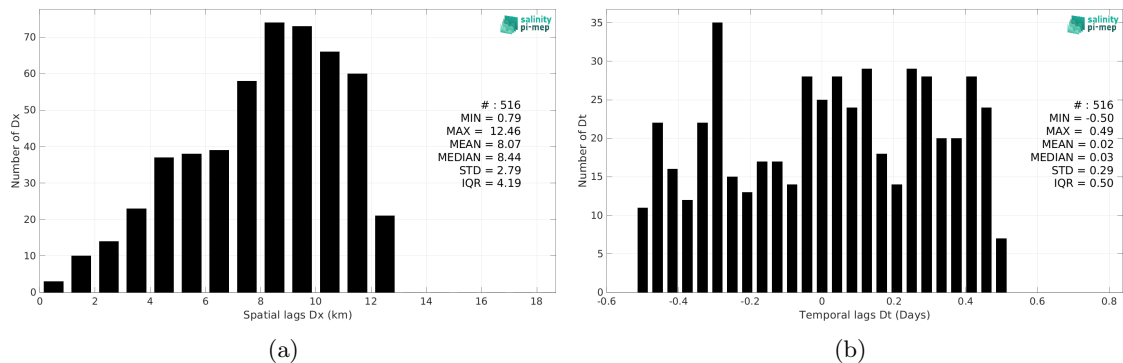 salinity
pi-mep
70
60
50
40
30
20
10
0
Number of Dx
# : 516
MIN = 0.79
MAX = 12.46
MEAN = 8.07
MEDIAN = 8.44
STD = 2.79
IQR = 4.19
0 2 4 6 8 10 12 14 16 18
Spatial lags Dx (km)
(a)
salinity
pi-mep
35
30
25
20
15
10
5
0
Number of Dt
# : 516
MIN = -0.50
MAX = 0.49
MEAN = 0.02
MEDIAN = 0.03
STD = 0.29
IQR = 0.50
-0.6 -0.4 -0.2 0 0.2 0.4 0.6 0.8
Temporal lags Dt (Days)
(b)